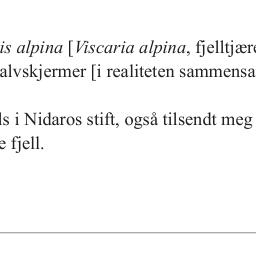 is alpina [Viscaria alpina, fjelltjære
alvskjermer [i realiteten sammensa
ls i Nidaros stift, også tilsendt meg
e fjell.